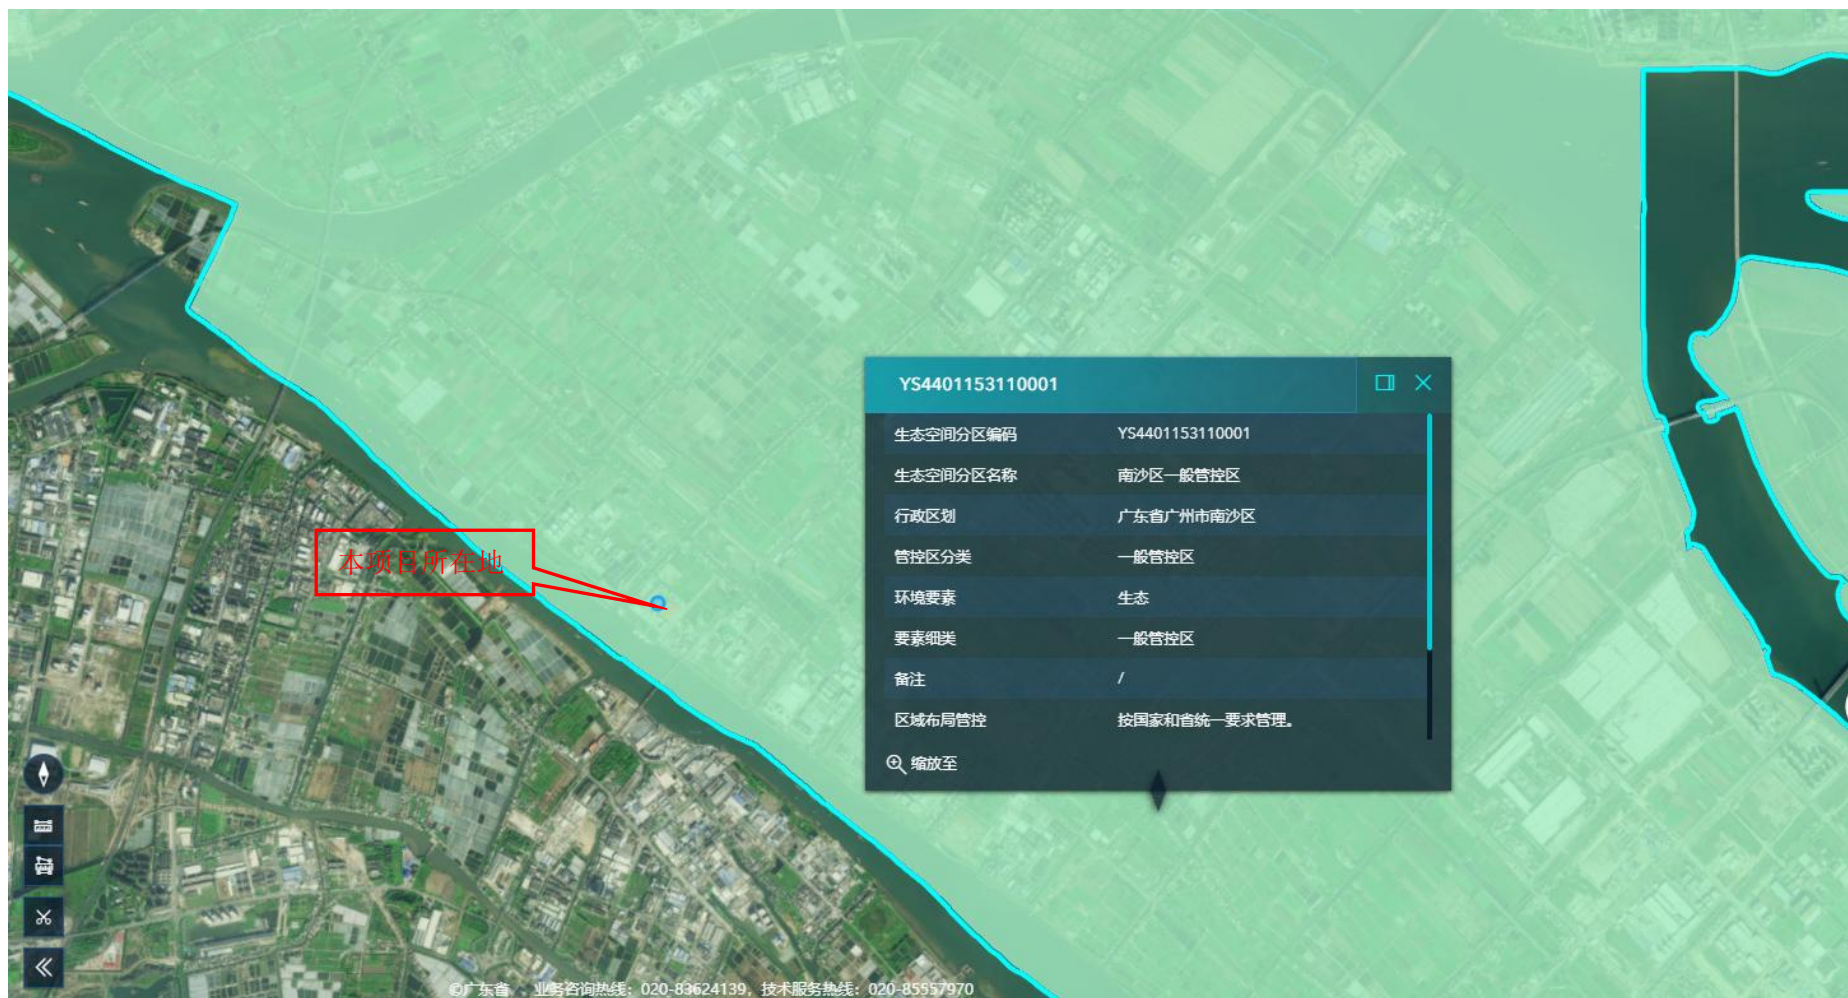 YS4401153110001
生态空间分区编码 YS4401153110001
生态空间分区名称 南沙区一般管控区
行政区划 广东省广州市南沙区
管控区分类 一般管控区
环境要素 生态
要素细类 一般管控区
备注 /
区域布局管控 按国家和省统一要求管理。
缩放至
本项目所在地
©广东省 、业务咨询热线：020-83624139，技术服务热线：020-85557970